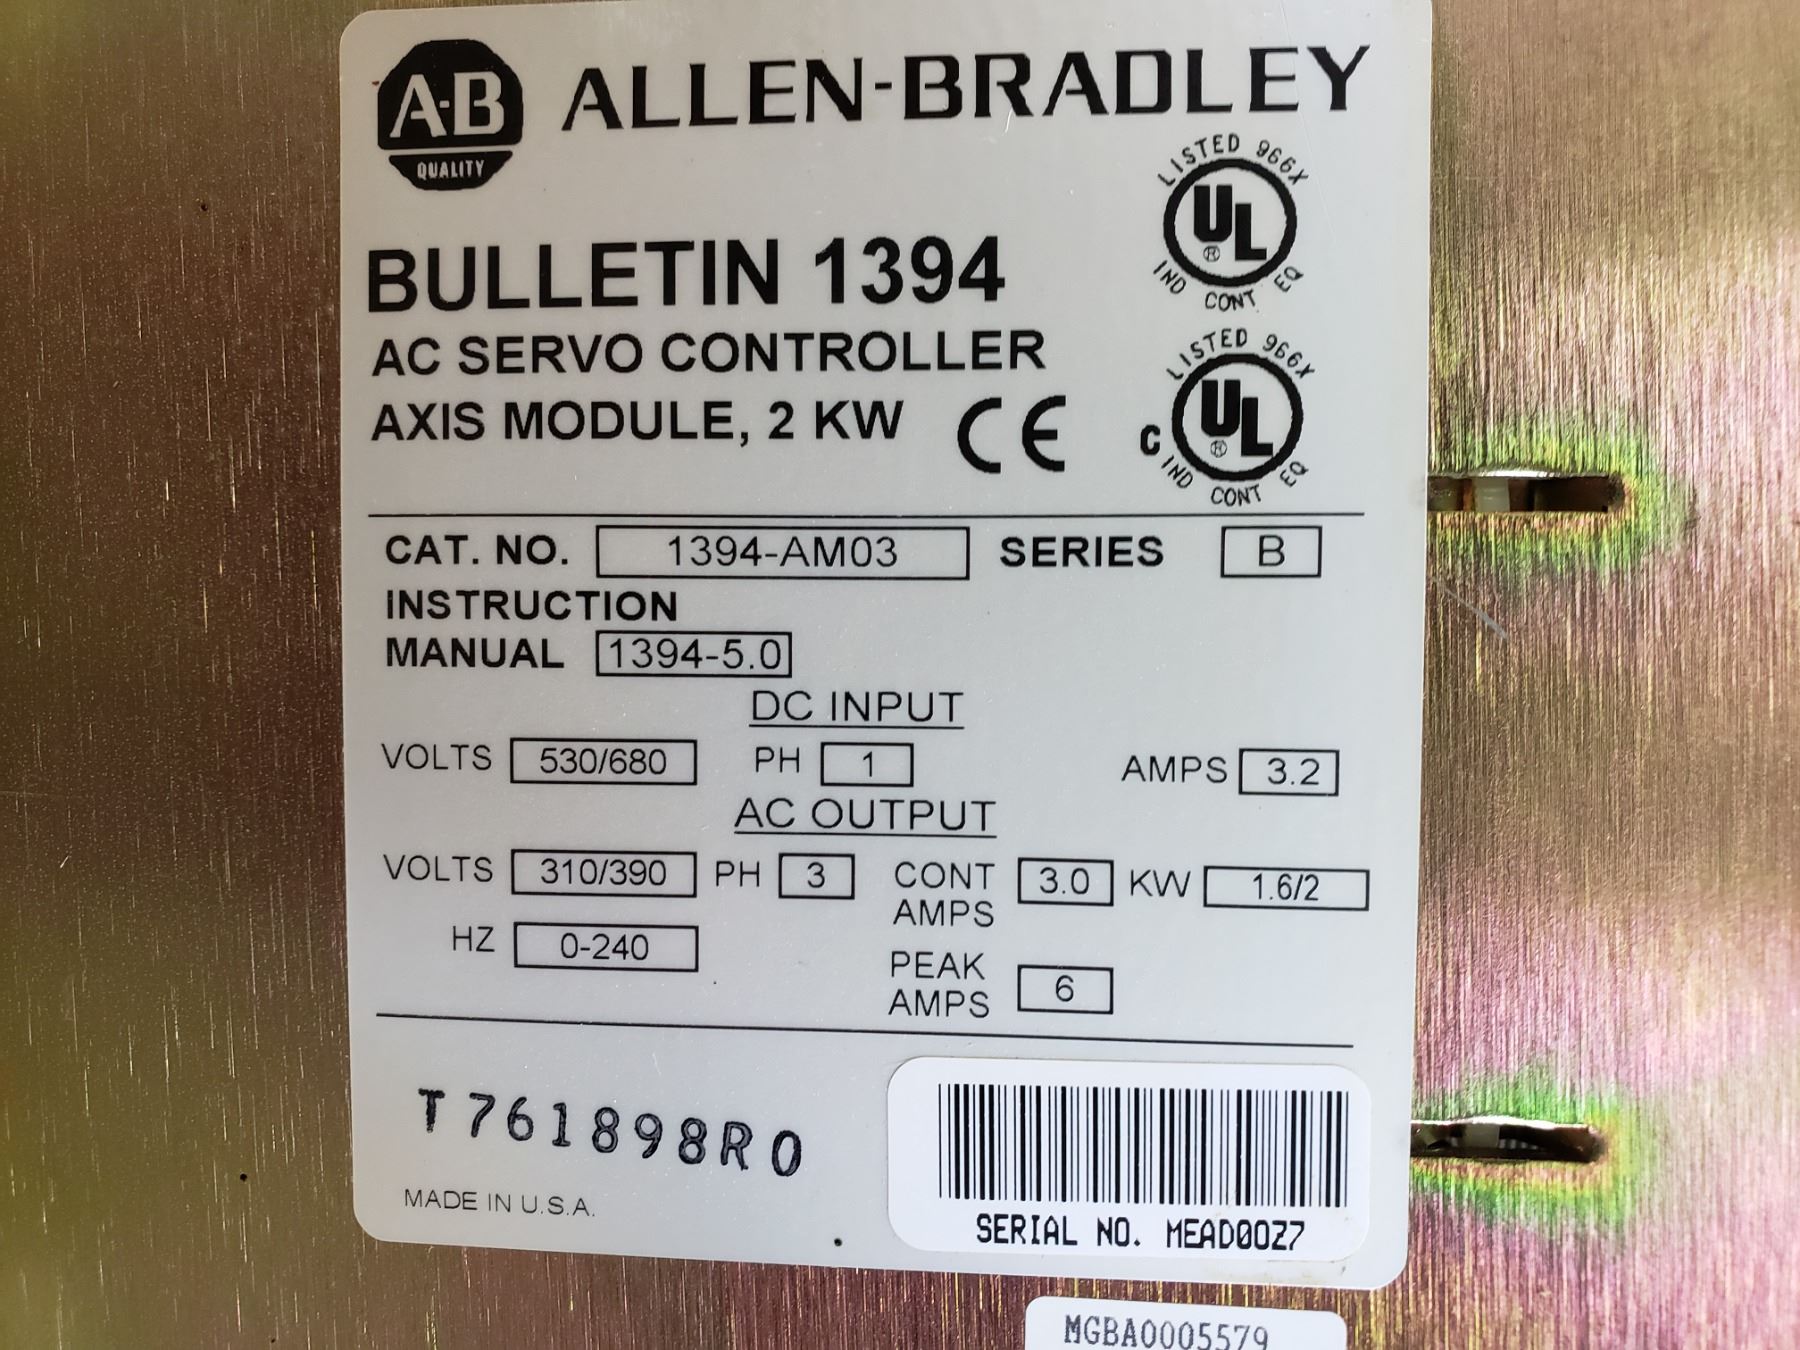 A-B
QUALITY
ALLEN-BRADLEY
LISTED 966X
UL
®
IND CONT EQ
BULLETIN 1394
AC SERVO CONTROLLER
AXIS MODULE, 2 KW
CE
LISTED 966X
C UL
®
IND CONT EQ
CAT. NO. 1394-AM03 SERIES B
INSTRUCTION
MANUAL 1394-5.0
DC INPUT
VOLTS 530/680 PH 1 AMPS 3.2
AC OUTPUT
VOLTS 310/390 PH 3 CONT AMPS 3.0 KW 1.6/2
HZ 0-240 PEAK AMPS 6
T761898R0
MADE IN U.S.A.
SERIAL NO. MEAD00Z7
MGBA0005579